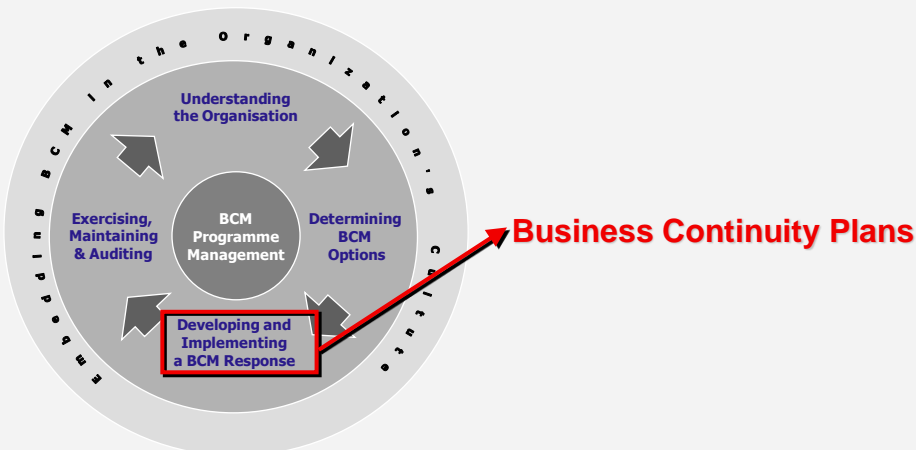 Embedding BCM In the Organization's Cultute
Understanding
the Organisation
Exercising,
Maintaining
& Auditing
BCM
Programme
Management
Determining
BCM
Options
Business Continuity Plans
Developing and
Implementing
a BCM Response